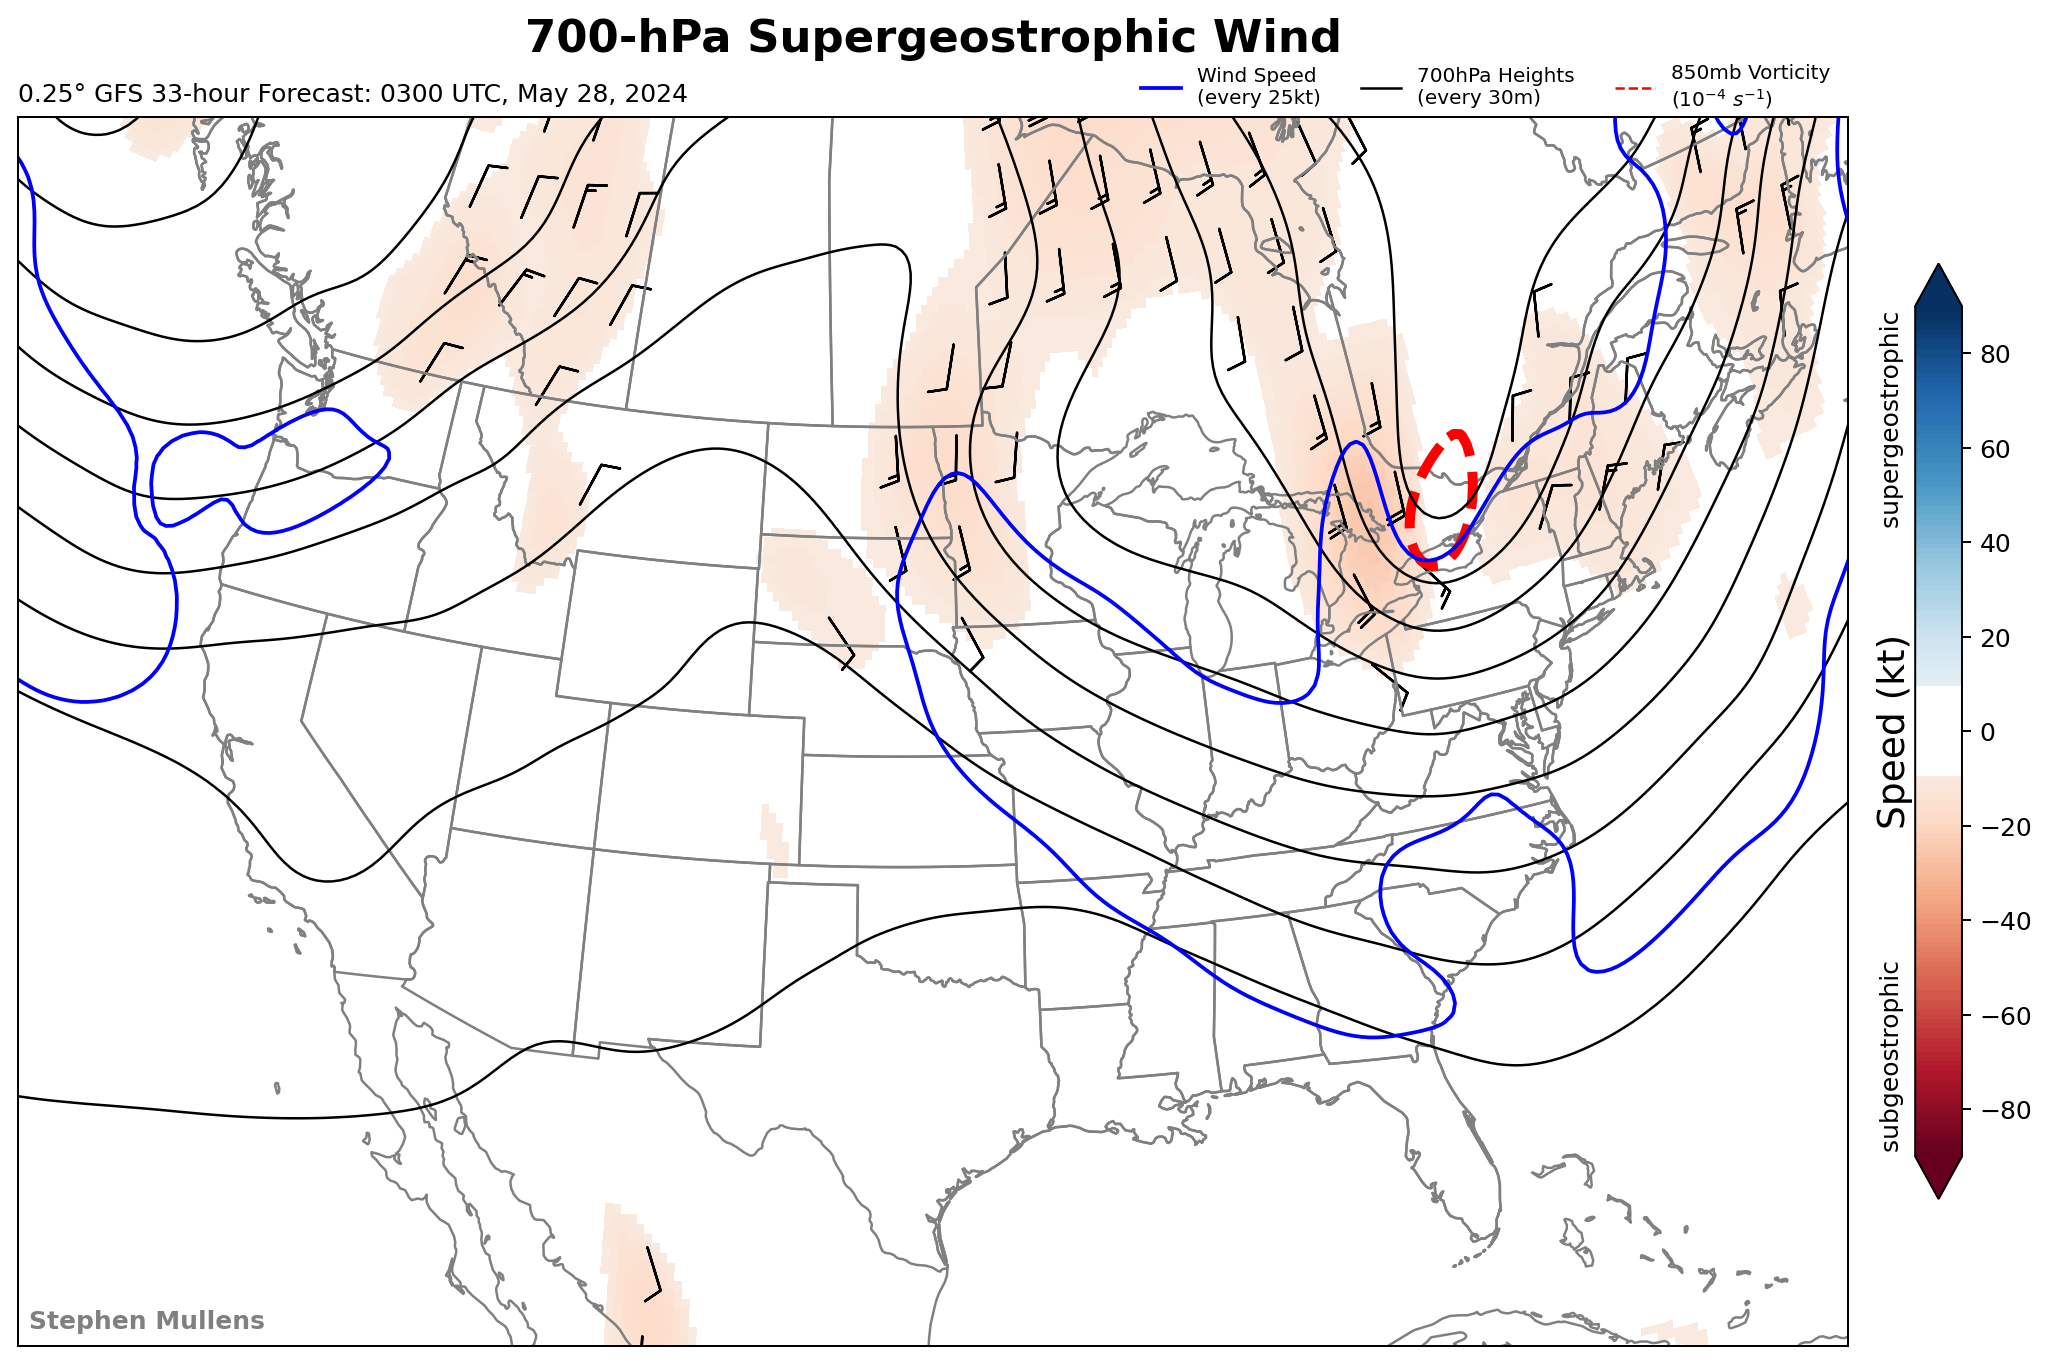 700-hPa Supergeostrophic Wind
0.25° GFS 33-hour Forecast: 0300 UTC, May 28, 2024
Wind Speed
(every 25kt)
700hPa Heights
(every 30m)
850mb Vorticity
(10⁻⁴ s⁻¹)
supergeostrophic
Speed (kt)
subgeostrophic
80
60
40
20
0
−20
−40
−60
−80
Stephen Mullens